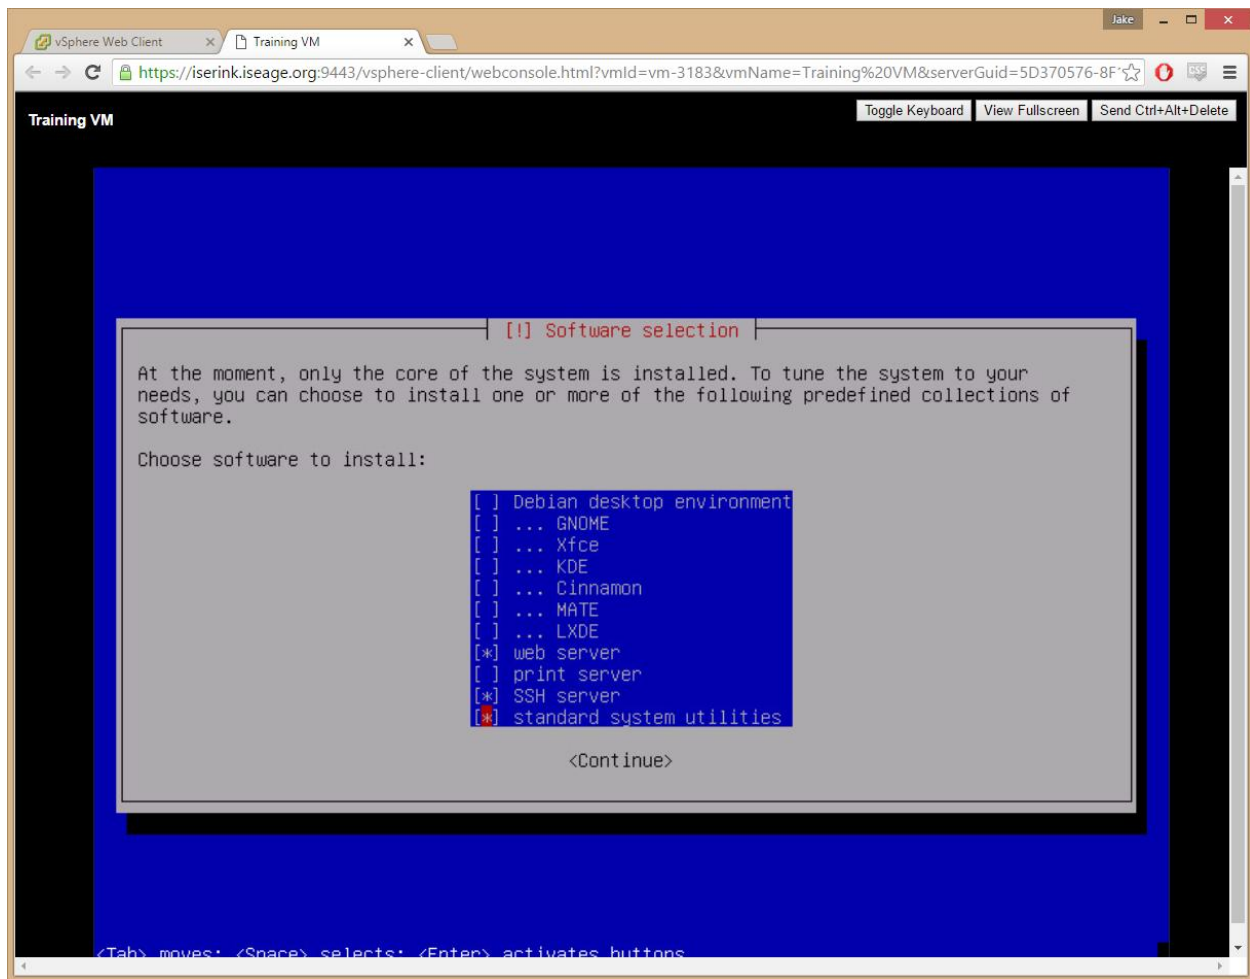 Jake
vSphere Web Client
Training VM
https://iserink.iseage.org:9443/vsphere-client/webconsole.html?vmId=vm-3183&vmName=Training%20VM&serverGuid=5D370576-8F
CSS
Training VM
Toggle Keyboard
View Fullscreen
Send Ctrl+Alt+Delete
[!] Software selection
At the moment, only the core of the system is installed. To tune the system to your
needs, you can choose to install one or more of the following predefined collections of
software.
Choose software to install:
[ ] Debian desktop environment
[ ] ... GNOME
[ ] ... Xfce
[ ] ... KDE
[ ] ... Cinnamon
[ ] ... MATE
[ ] ... LXDE
[*] web server
[ ] print server
[*] SSH server
[*] standard system utilities
<Continue>
<Tab> moves; <Space> selects; <Enter> activates buttons